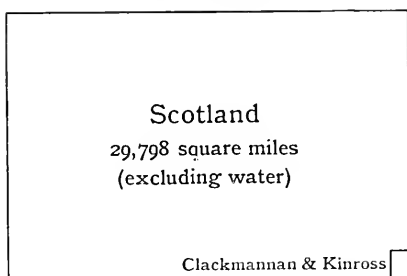 Scotland
29,798 square miles
(excluding water)
Clackmannan & Kinross